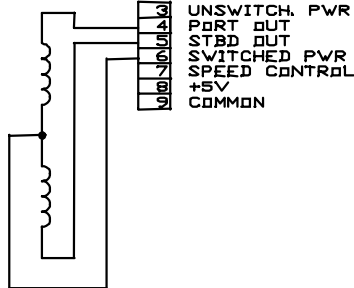 3 UNSWITCH. PWR
4 PORT OUT
5 STBD OUT
6 SWITCHED PWR
7 SPEED CONTROL
8 +5V
9 COMMON